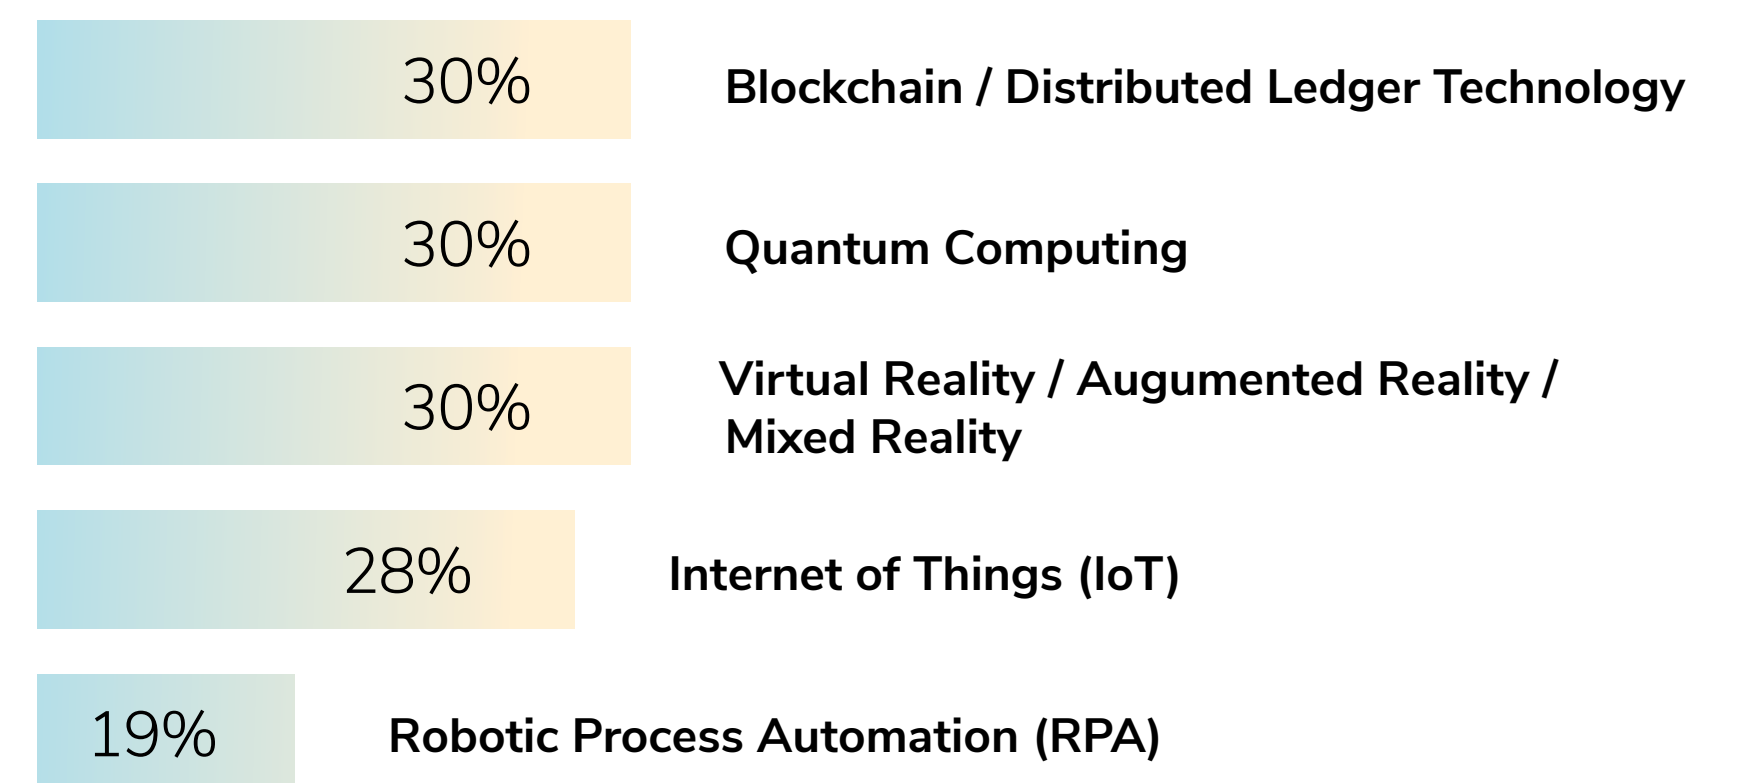 30% Blockchain / Distributed Ledger Technology
30% Quantum Computing
30% Virtual Reality / Augumented Reality /
Mixed Reality
28% Internet of Things (IoT)
19% Robotic Process Automation (RPA)